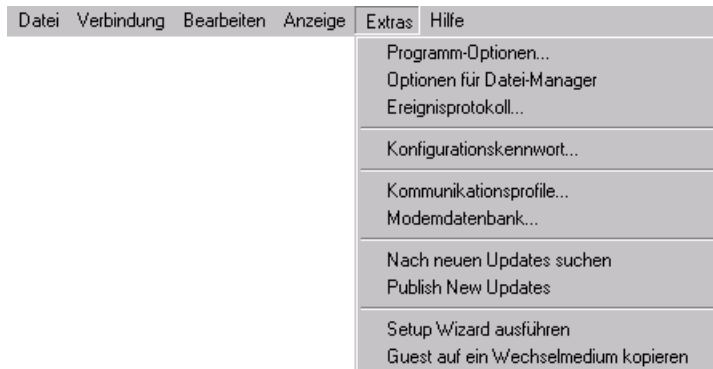 Datei Verbindung Bearbeiten Anzeige Extras Hilfe
Programm-Optionen...
Optionen für Datei-Manager
Ereignisprotokoll...
Konfigurationskennwort...
Kommunikationsprofile...
Modemdatenbank...
Nach neuen Updates suchen
Publish New Updates
Setup Wizard ausführen
Guest auf ein Wechselmedium kopieren